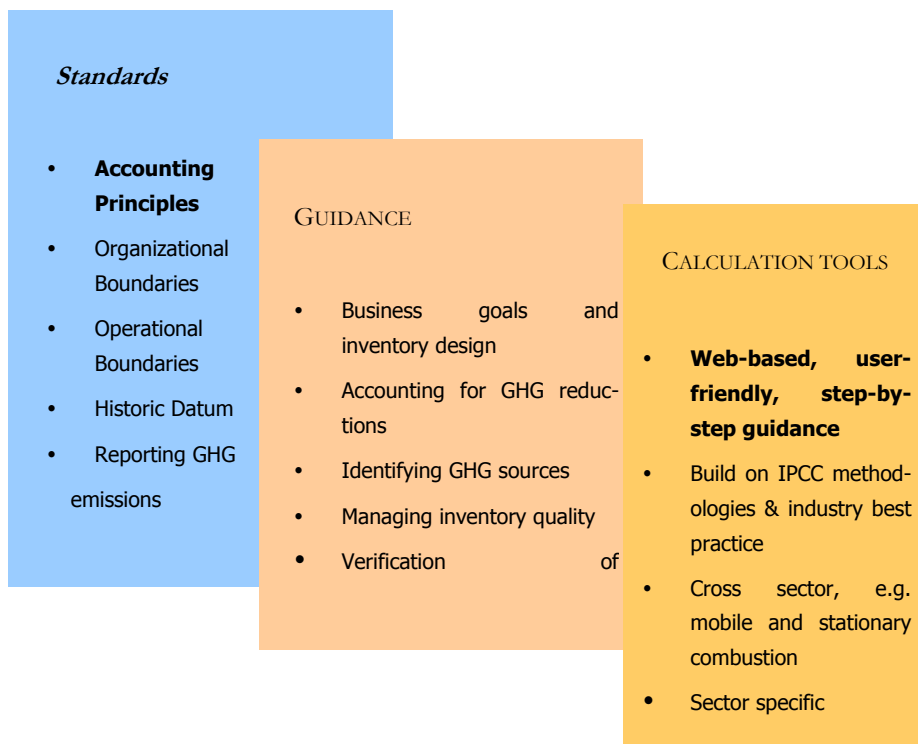 Standards
• Accounting
Principles
• Organizational
Boundaries
• Operational
Boundaries
• Historic Datum
• Reporting GHG
emissions
GUIDANCE
• Business goals and
inventory design
• Accounting for GHG reduc-
tions
• Identifying GHG sources
• Managing inventory quality
• Verification of
CALCULATION TOOLS
• Web-based, user-
friendly, step-by-
step guidance
• Build on IPCC method-
ologies & industry best
practice
• Cross sector, e.g.
mobile and stationary
combustion
• Sector specific